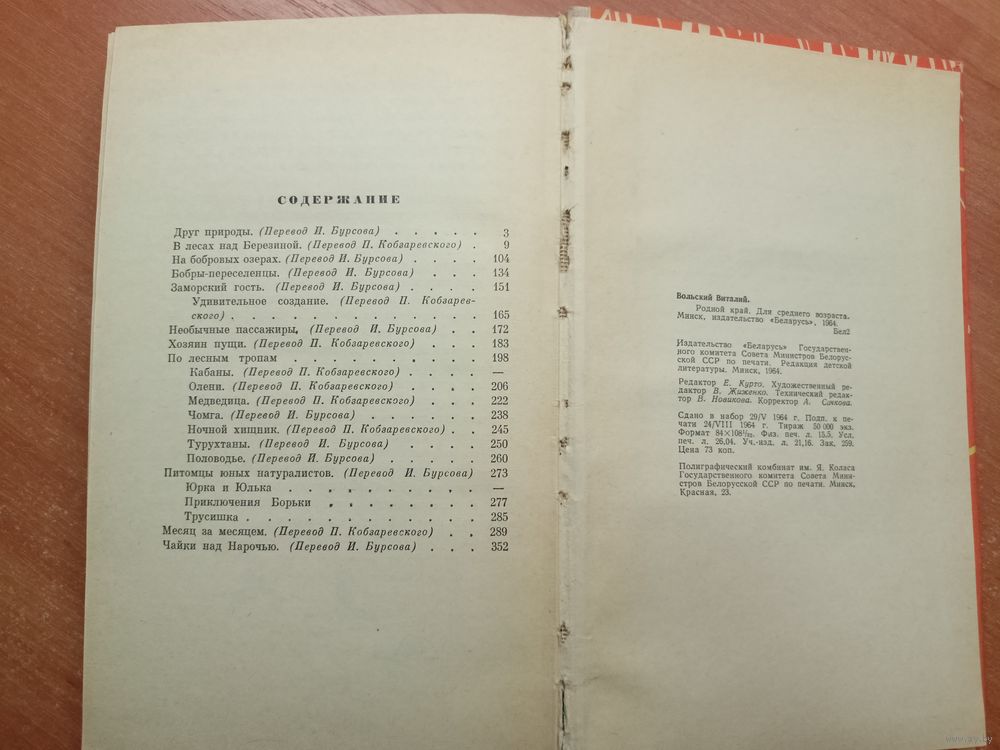 СОДЕРЖАНИЕ
Друг природы. (Перевод И. Бурсова) . . . . . 3
В лесах над Березиной. (Перевод П. Кобзаревского) . 9
На бобровых озерах. (Перевод И. Бурсова) . . . . 104
Бобры-переселенцы. (Перевод И. Бурсова) . . . 134
Заморский гость. (Перевод И. Бурсова) . . . . 151
Удивительное создание. (Перевод П. Кобзарев-
ского) . . . . . . . . . . . . . 165
Необычные пассажиры. (Перевод И. Бурсова) . . 172
Хозяин пущи. (Перевод П. Кобзаревского) . . . 183
По лесным тропам . . . . . . . . . . 198
Кабаны. (Перевод П. Кобзаревского) . . . . —
Олени. (Перевод П. Кобзаревского) . . . . 206
Медведица. (Перевод П. Кобзаревского) . . . 222
Чомга. (Перевод И. Бурсова) . . . . . . 238
Ночной хищник. (Перевод П. Кобзаревского) . . 245
Турухтаны. (Перевод И. Бурсова) . . . . 250
Половодье. (Перевод И. Бурсова) . . . . . 260
Питомцы юных натуралистов. (Перевод И. Бурсова) 273
Юрка и Юлька . . . . . . . . . . —
Приключения Борьки . . . . . . . . 277
Трусишка . . . . . . . . . . . . 285
Месяц за месяцем. (Перевод П. Кобзаревского) . . 289
Чайки над Нарочью. (Перевод И. Бурсова) . . . 352
Вольский Виталий.
Родной край. Для среднего возраста.
Минск, издательство «Беларусь», 1964.
Бел2
Издательство «Беларусь» Государствен-
ного комитета Совета Министров Белорус-
ской ССР по печати. Редакция детской
литературы. Минск, 1964.
Редактор Е. Курто. Художественный ре-
дактор В. Жиженко. Технический редак-
тор В. Новикова. Корректор А. Сачкова.
Сдано в набор 29/V 1964 г. Подп. к пе-
чати 24/VIII 1964 г. Тираж 50 000 экз.
Формат 84×108¹/₃₂. Физ. печ. л. 15,5. Усл.
печ. л. 26,04. Уч.-изд. л. 21,16. Зак. 259.
Цена 73 коп.
Полиграфический комбинат им. Я. Коласа
Государственного комитета Совета Мини-
стров Белорусской ССР по печати. Минск,
Красная, 23.